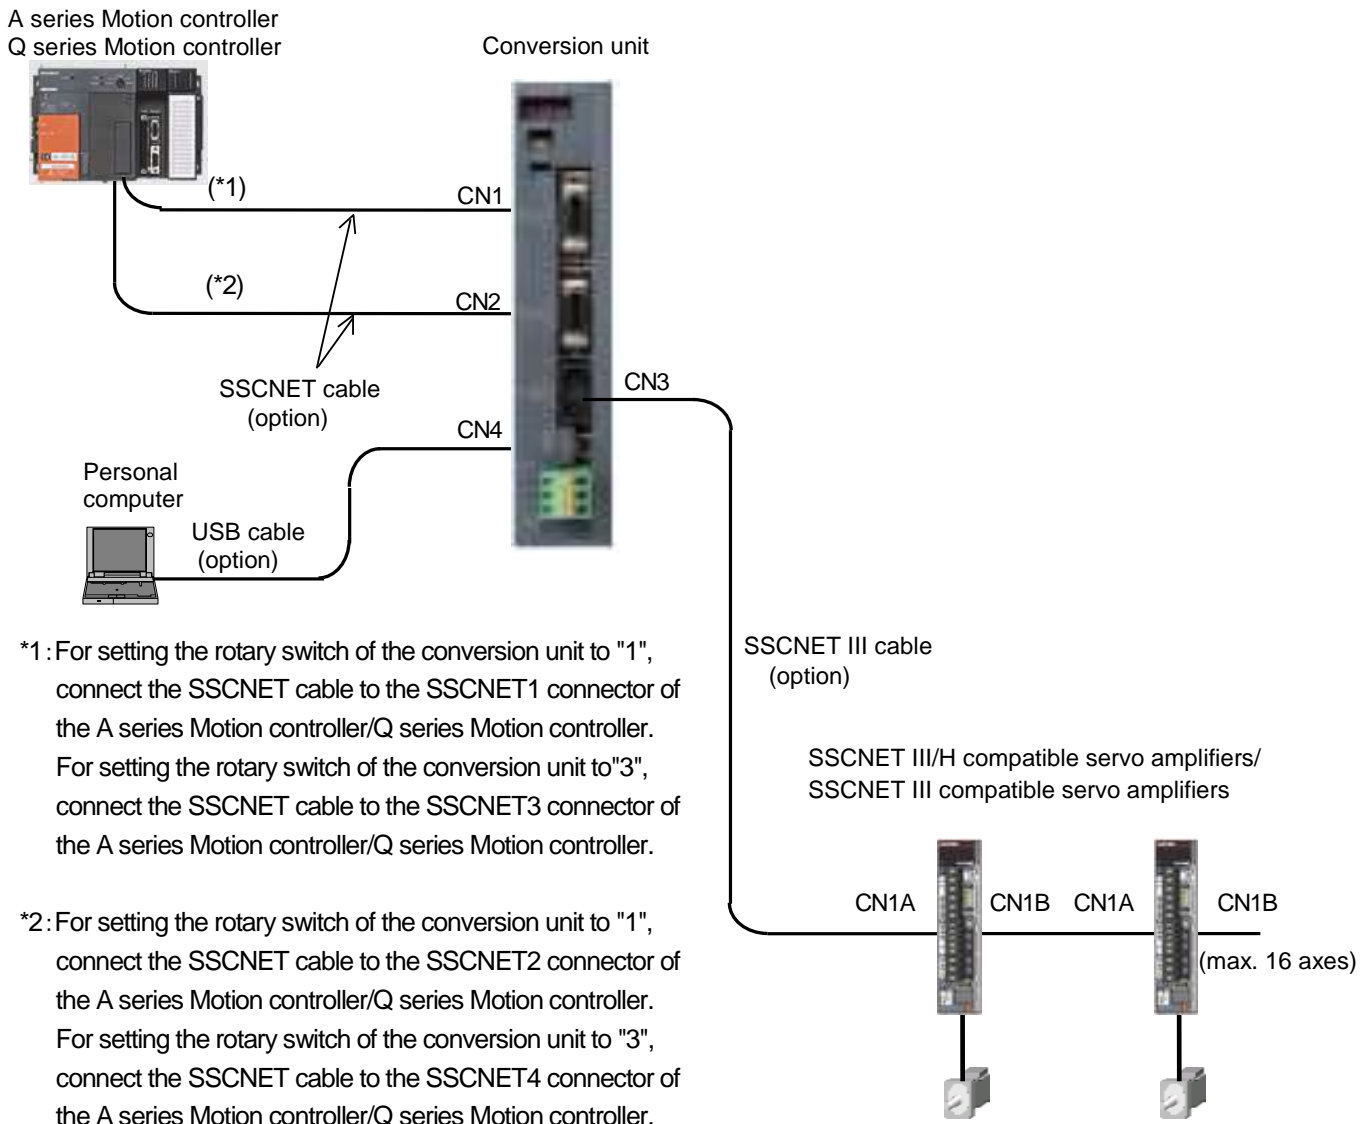 A series Motion controller
Q series Motion controller
Conversion unit
(*1)
CN1
(*2)
CN2
SSCNET cable
(option)
CN3
CN4
Personal
computer
USB cable
(option)
*1:For setting the rotary switch of the conversion unit to "1",
connect the SSCNET cable to the SSCNET1 connector of
the A series Motion controller/Q series Motion controller.
For setting the rotary switch of the conversion unit to"3",
connect the SSCNET cable to the SSCNET3 connector of
the A series Motion controller/Q series Motion controller.
*2:For setting the rotary switch of the conversion unit to "1",
connect the SSCNET cable to the SSCNET2 connector of
the A series Motion controller/Q series Motion controller.
For setting the rotary switch of the conversion unit to "3",
connect the SSCNET cable to the SSCNET4 connector of
the A series Motion controller/Q series Motion controller.
SSCNET III cable
(option)
SSCNET III/H compatible servo amplifiers/
SSCNET III compatible servo amplifiers
CN1A
CN1B
CN1A
CN1B
(max. 16 axes)